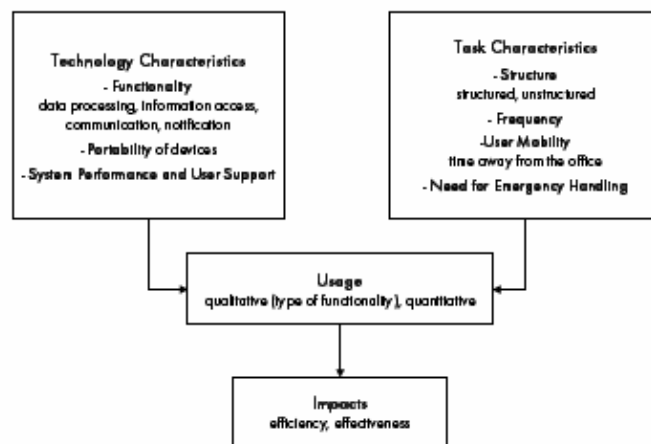 Technology Characteristics
- Functionality
data processing, information access,
communication, notification
- Portability of devices
- System Performance and User Support
Task Characteristics
- Structure
structured, unstructured
- Frequency
-User Mobility
time away from the office
- Need for Emergency Handling
Usage
qualitative (type of functionality), quantitative
Impacts
efficiency, effectiveness